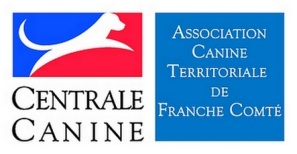 CENTRALE
CANINE
ASSOCIATION
CANINE
TERRITORIALE
DE
FRANCHE COMTÉ